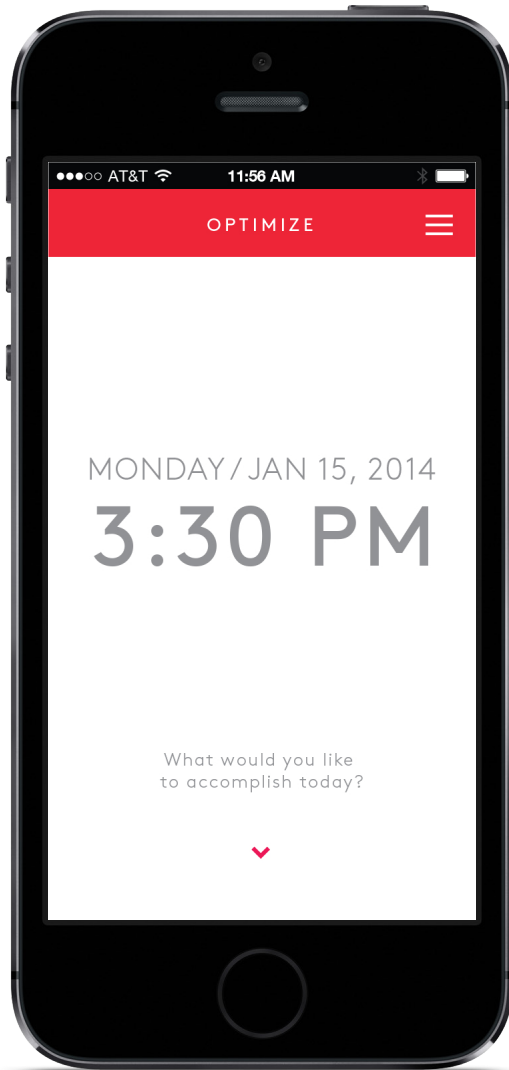 AT&T 11:56 AM
OPTIMIZE
MONDAY/JAN 15, 2014
3:30 PM
What would you like
to accomplish today?